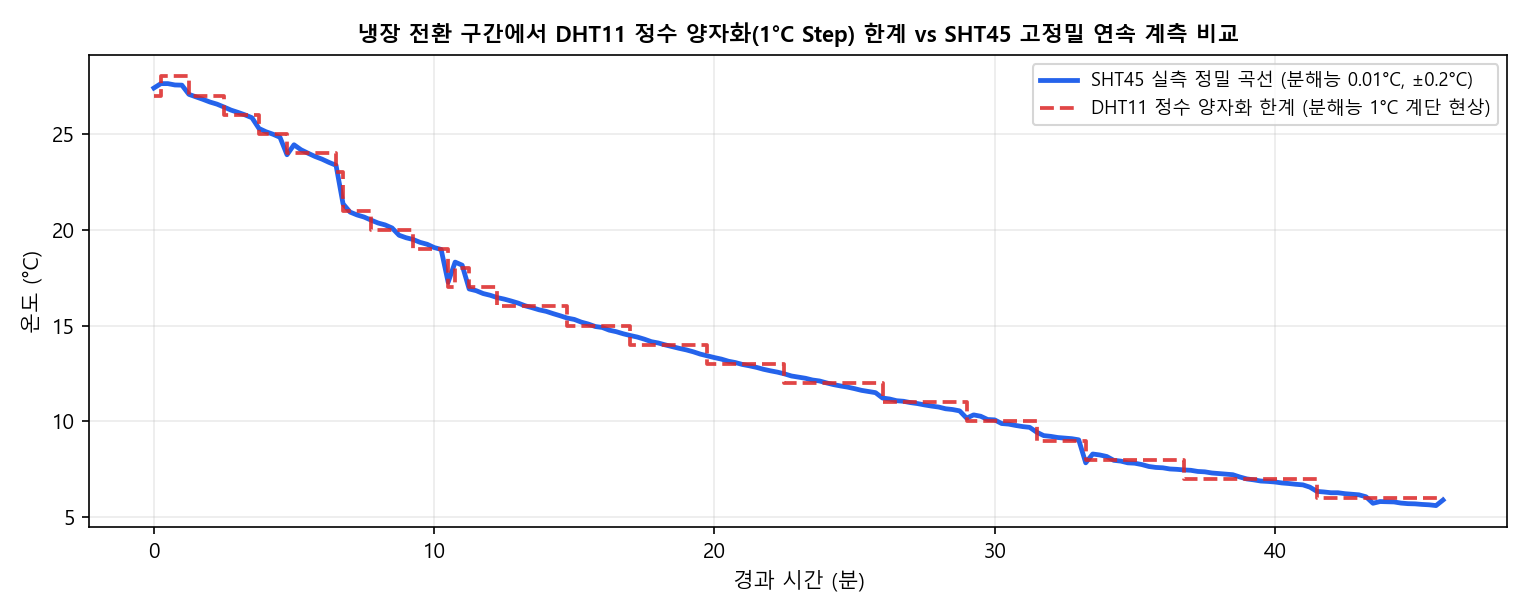 냉장 전환 구간에서 DHT11 정수 양자화(1°C Step) 한계 vs SHT45 고정밀 연속 계측 비교
SHT45 실측 정밀 곡선 (분해능 0.01°C, ±0.2°C)
DHT11 정수 양자화 한계 (분해능 1°C 계단 현상)
온도 (°C)
25
20
15
10
5
0
10
20
30
40
경과 시간 (분)